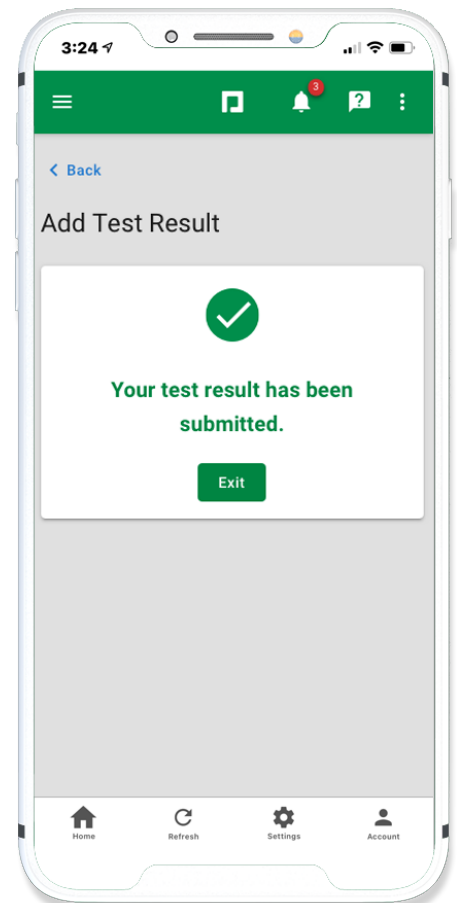 3:24
3
?
Back
Add Test Result
Your test result has been
submitted.
Exit
Home Refresh Settings Account